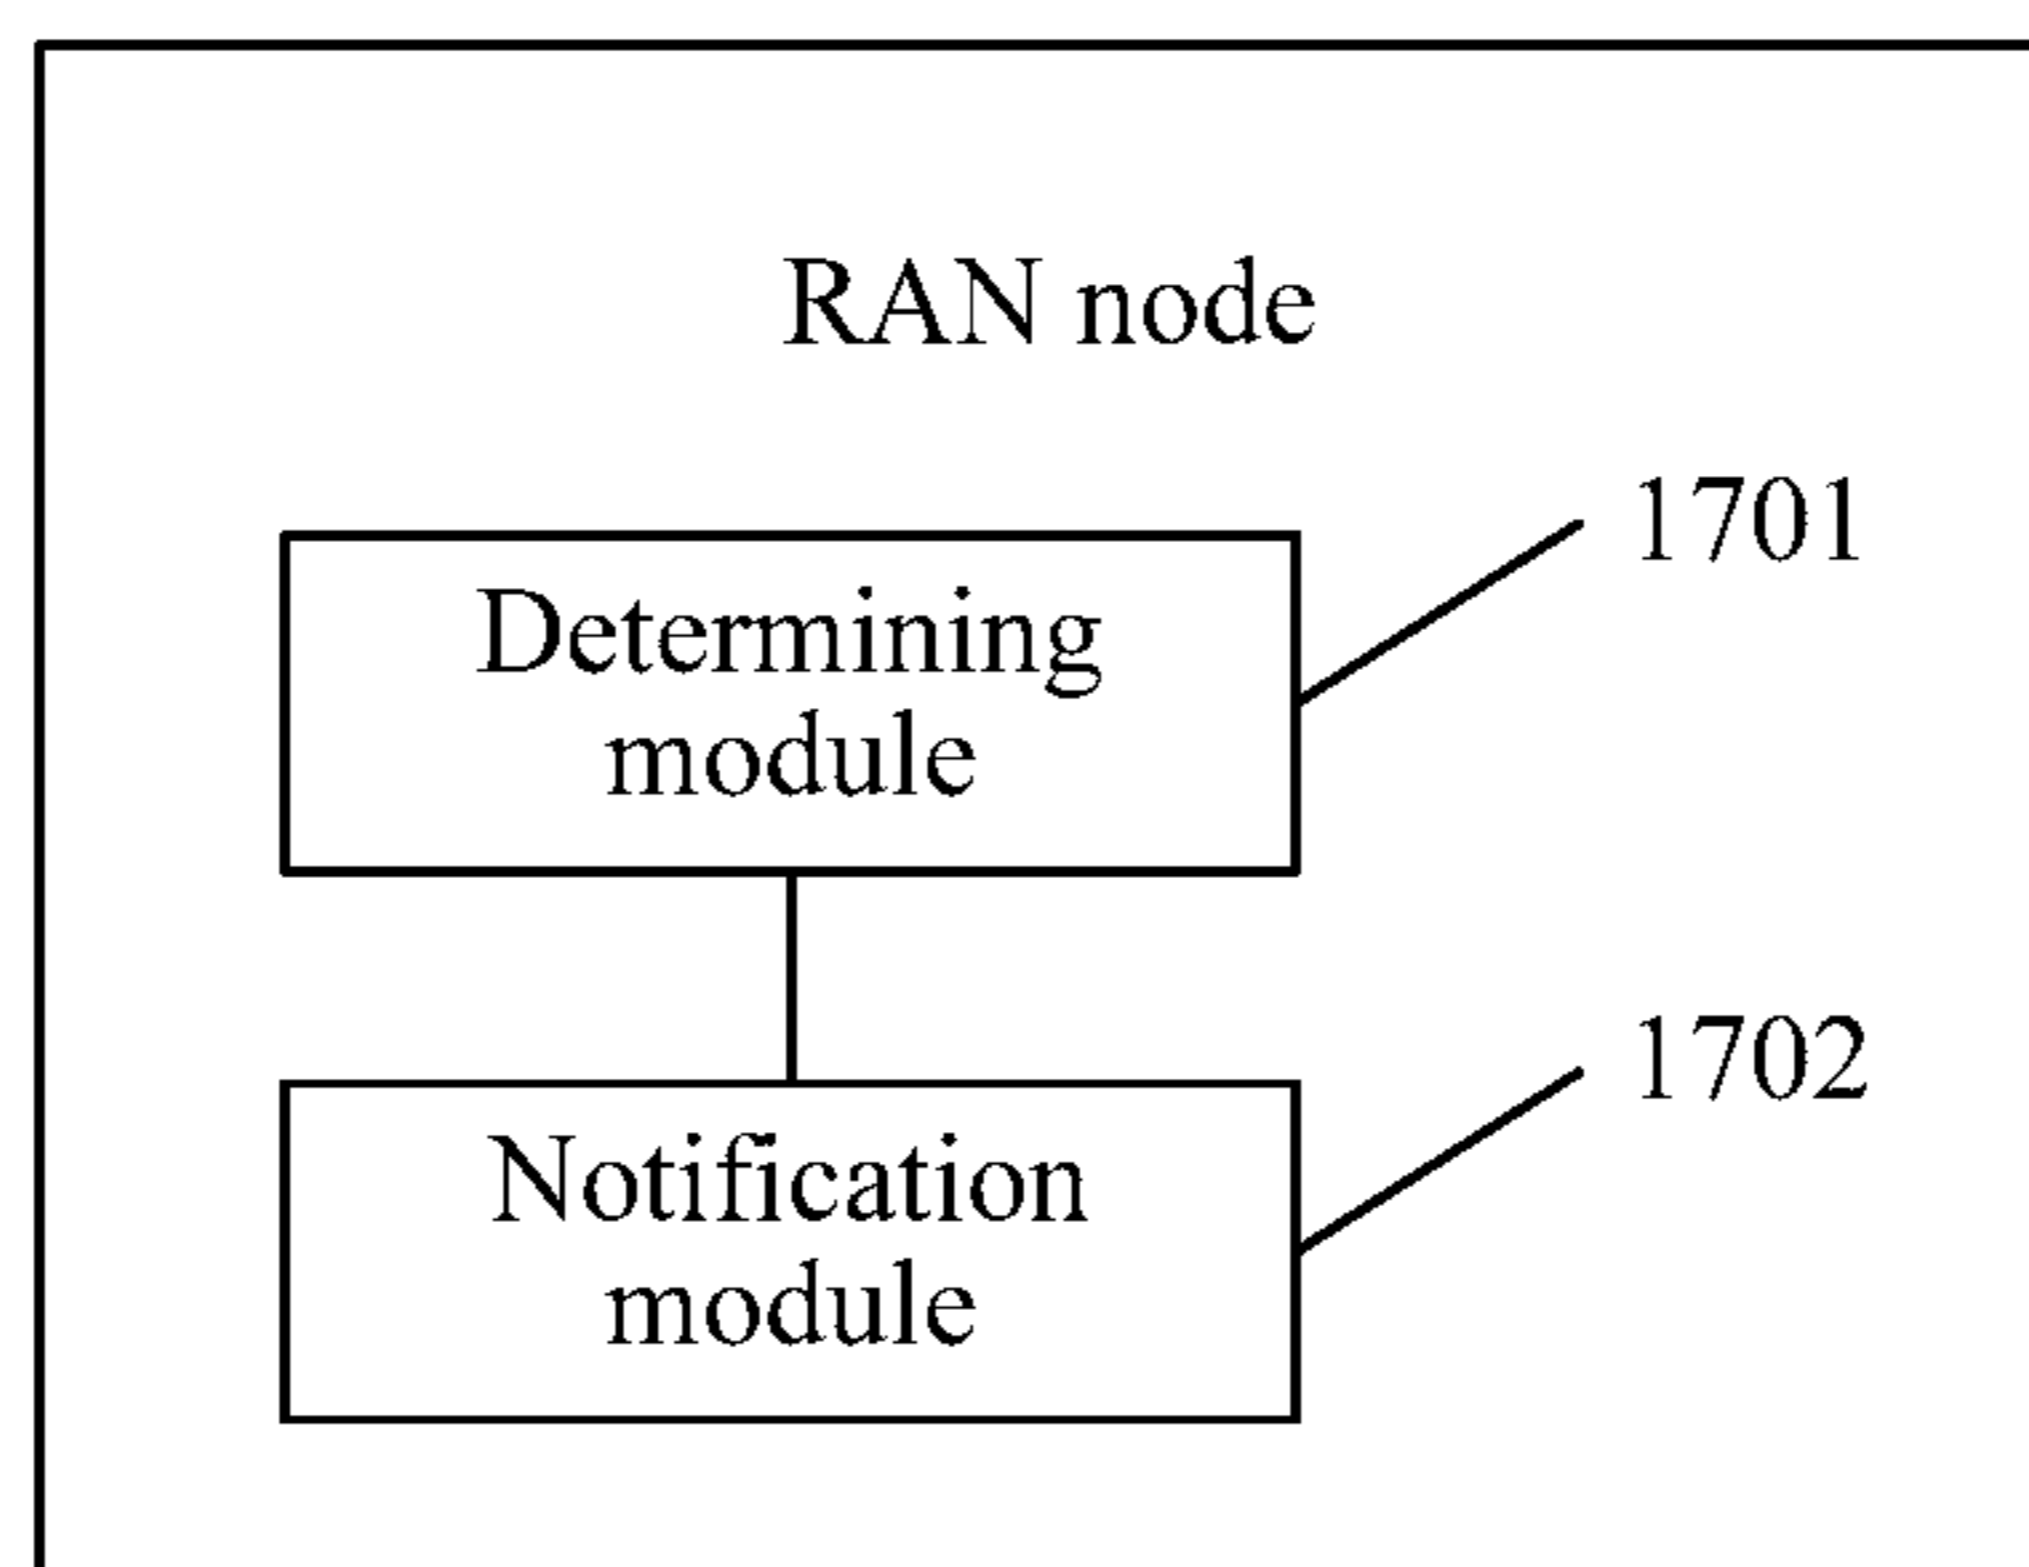 RAN node
1701
Determining
module
1702
Notification
module